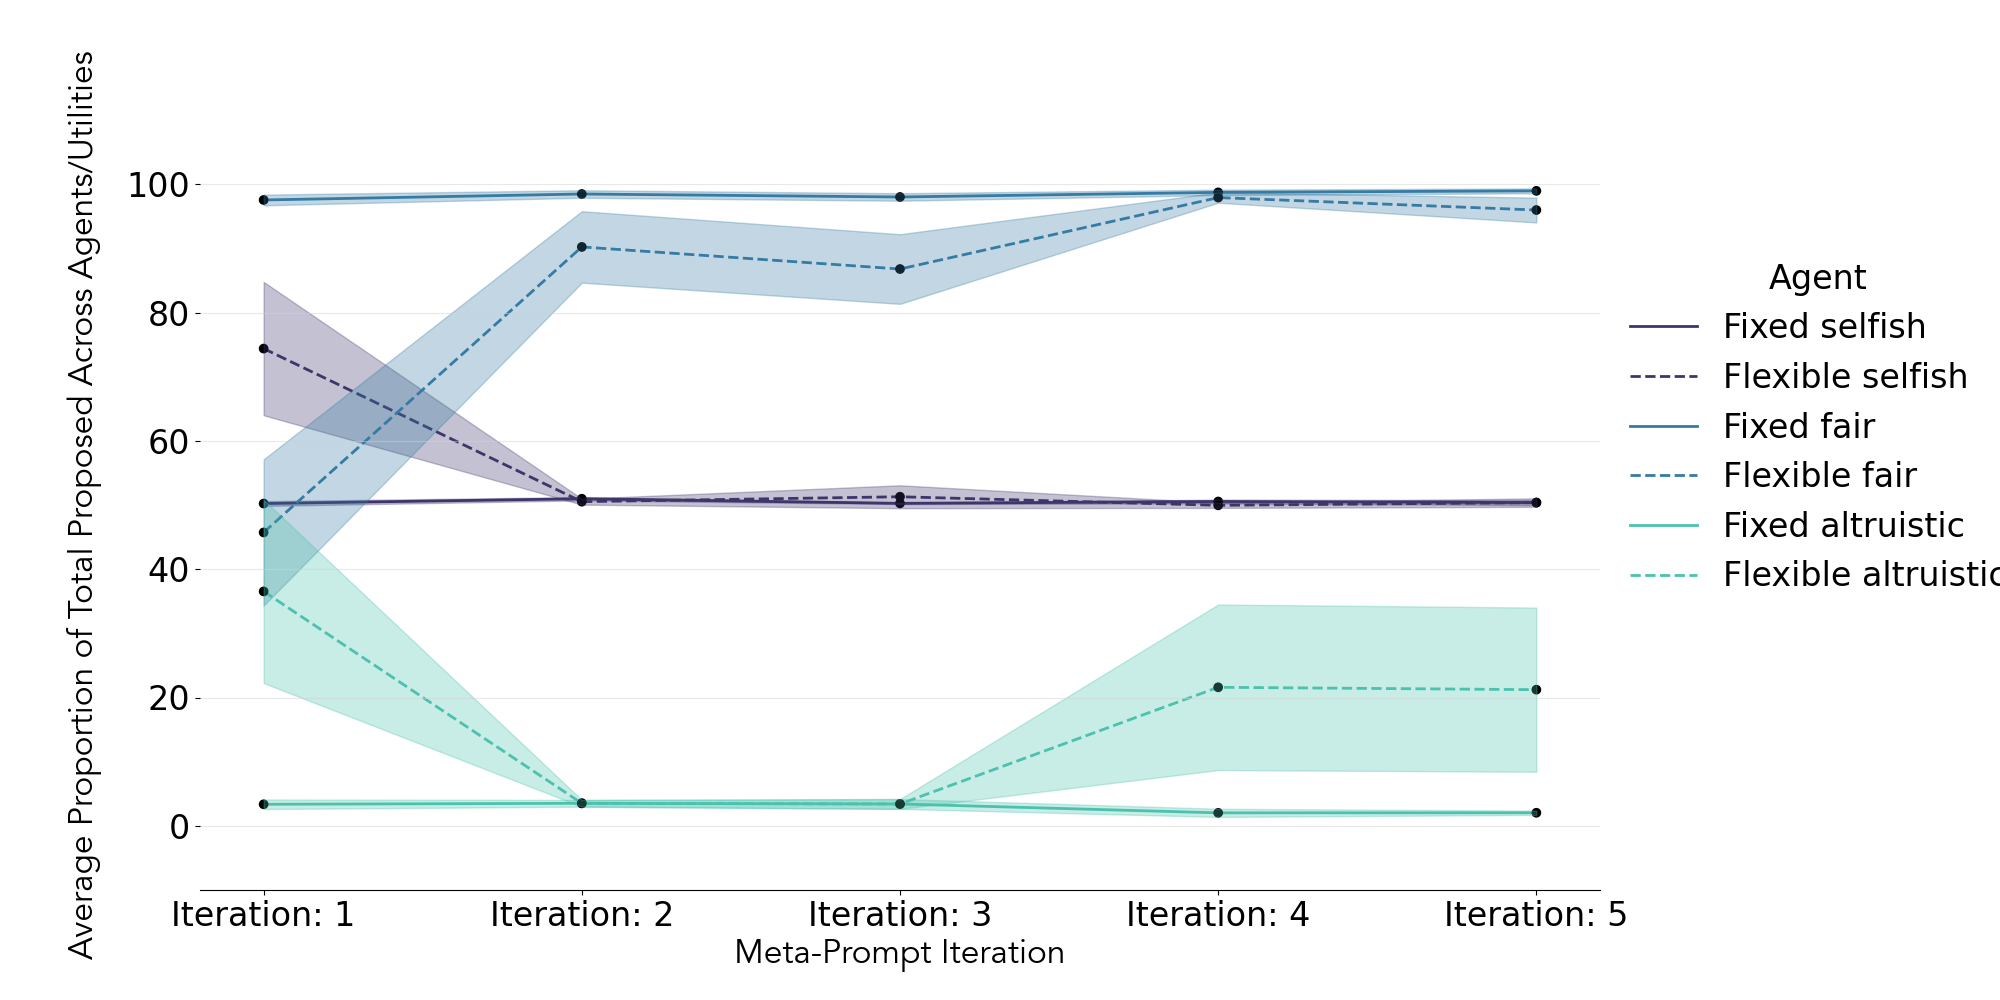 Average Proportion of Total Proposed Across Agents/Utilities
100
80
60
40
20
0
Iteration: 1
Iteration: 2
Iteration: 3
Iteration: 4
Iteration: 5
Meta-Prompt Iteration
Agent
Fixed selfish
Flexible selfish
Fixed fair
Flexible fair
Fixed altruistic
Flexible altruistic